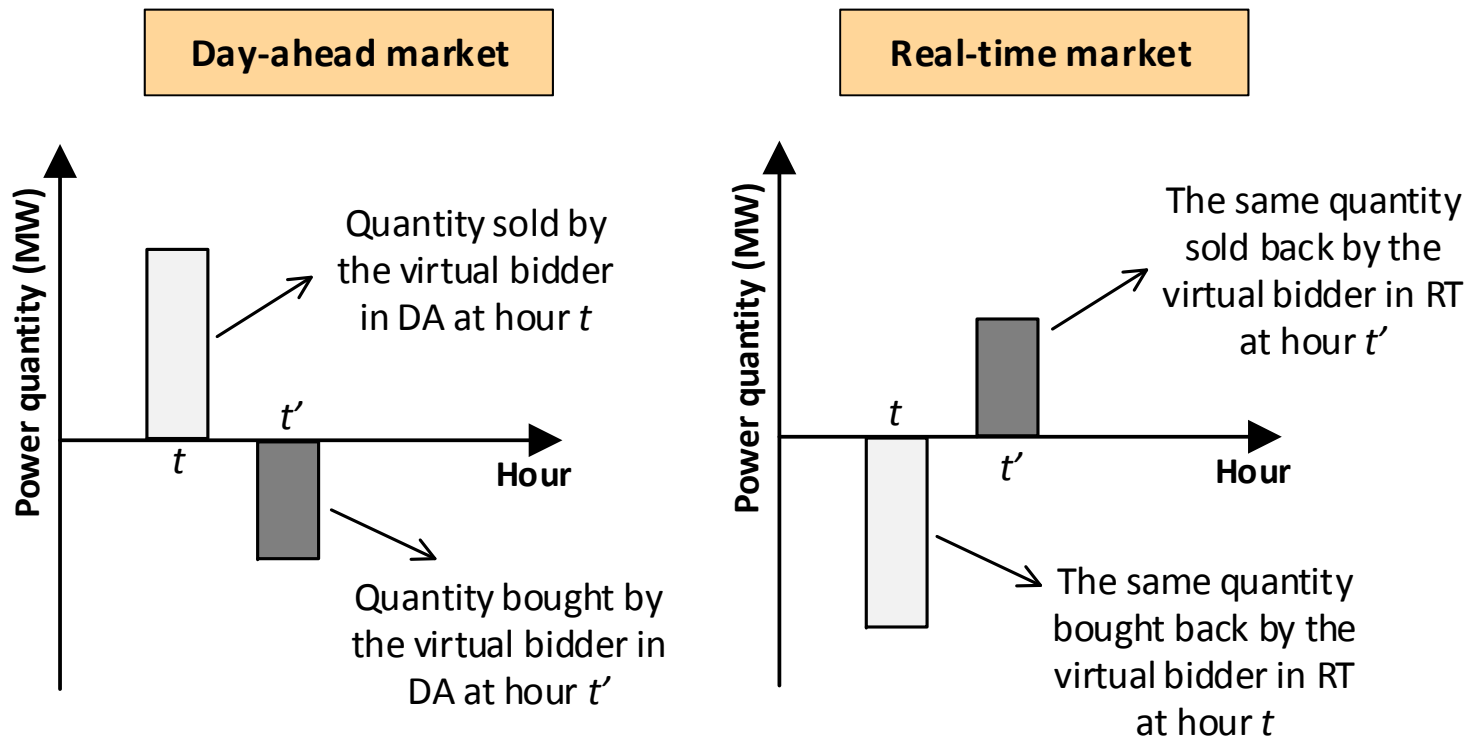 Day-ahead market
Power quantity (MW)
Quantity sold by
the virtual bidder
in DA at hour t
t
t’
Hour
Quantity bought by
the virtual bidder in
DA at hour t’
Real-time market
Power quantity (MW)
The same quantity
sold back by the
virtual bidder in RT
at hour t’
t
t’
Hour
The same quantity
bought back by the
virtual bidder in RT
at hour t